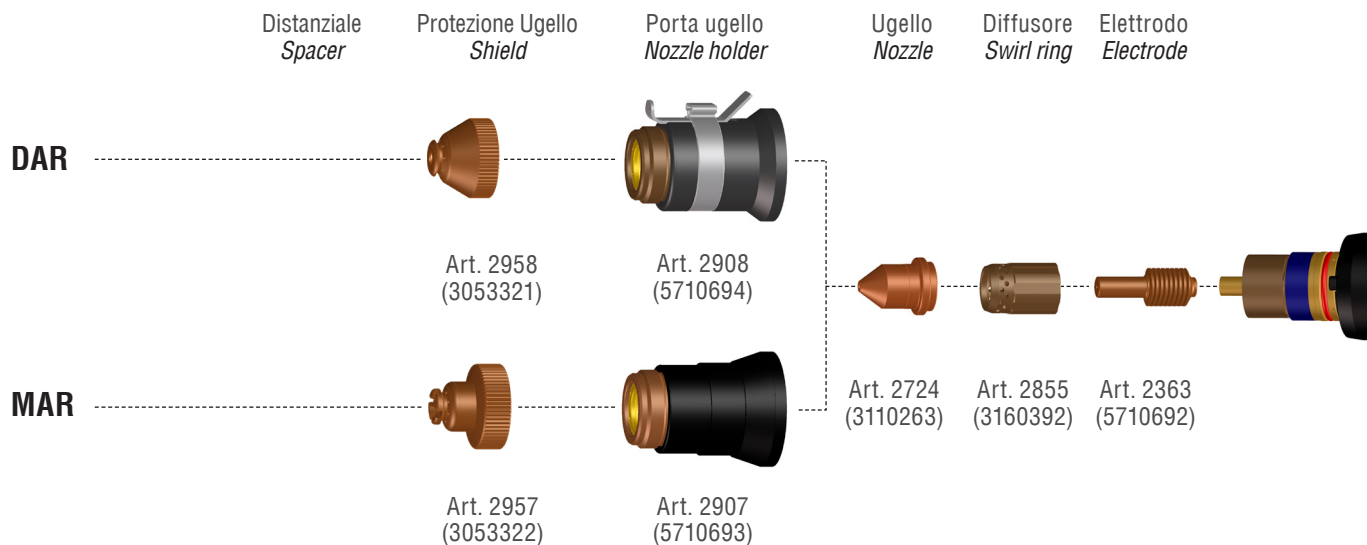 Distanziale
Spacer
Protezione Ugello
Shield
Porta ugello
Nozzle holder
Ugello
Nozzle
Diffusore
Swirl ring
Elettrodo
Electrode
DAR
Art. 2958
(3053321)
Art. 2908
(5710694)
Art. 2724
(3110263)
Art. 2855
(3160392)
Art. 2363
(5710692)
MAR
Art. 2957
(3053322)
Art. 2907
(5710693)